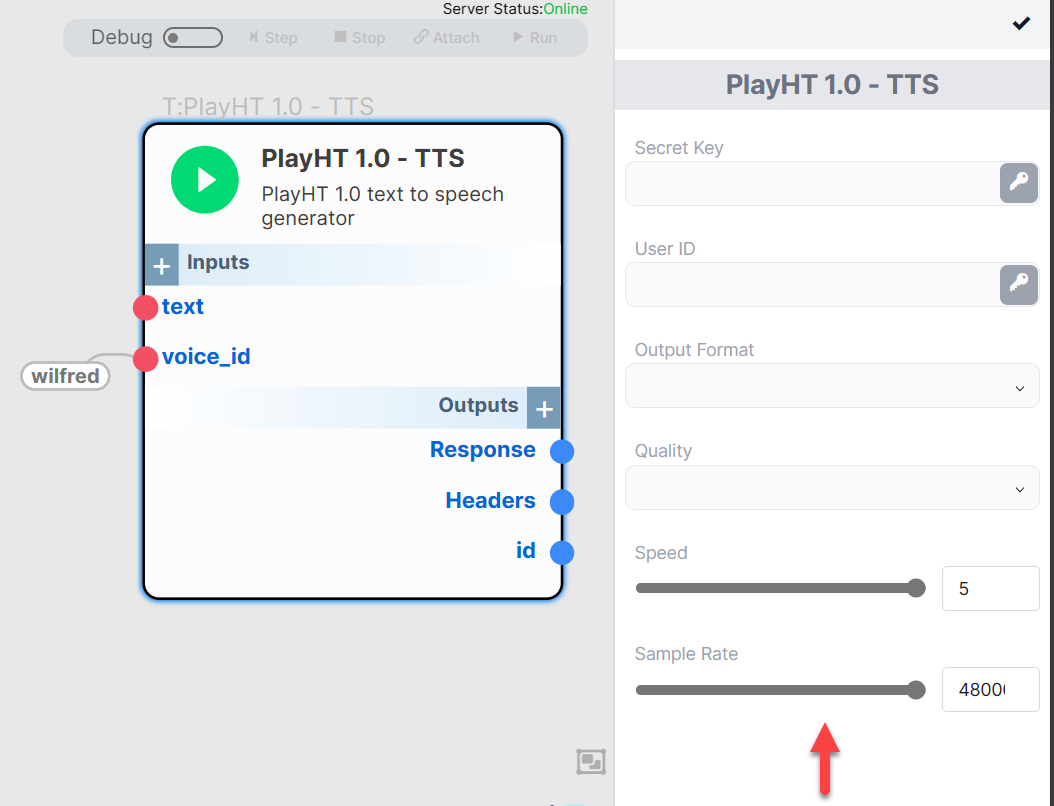 Server Status:Online
Debug Step Stop Attach Run
T:PlayHT 1.0 - TTS
PlayHT 1.0 - TTS
PlayHT 1.0 text to speech
generator
Inputs
text
voice_id
wilfred
Outputs
Response
Headers
id
PlayHT 1.0 - TTS
Secret Key
User ID
Output Format
Quality
Speed
5
Sample Rate
48000